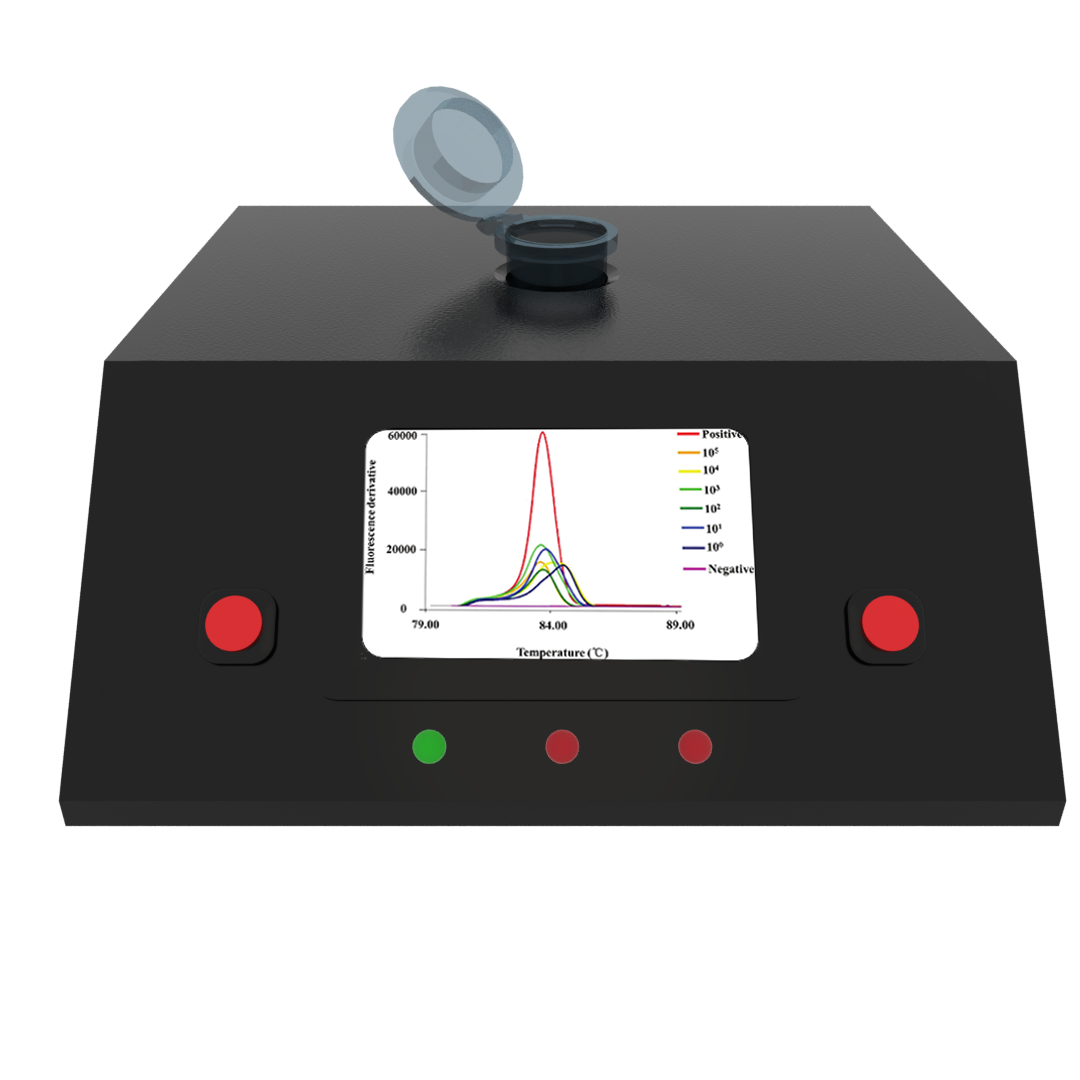 Fluorescence derivative
60000
40000
20000
0
79.00 84.00 89.00
Temperature (℃)
Positive
10⁵
10⁴
10³
10²
10¹
10⁰
Negative